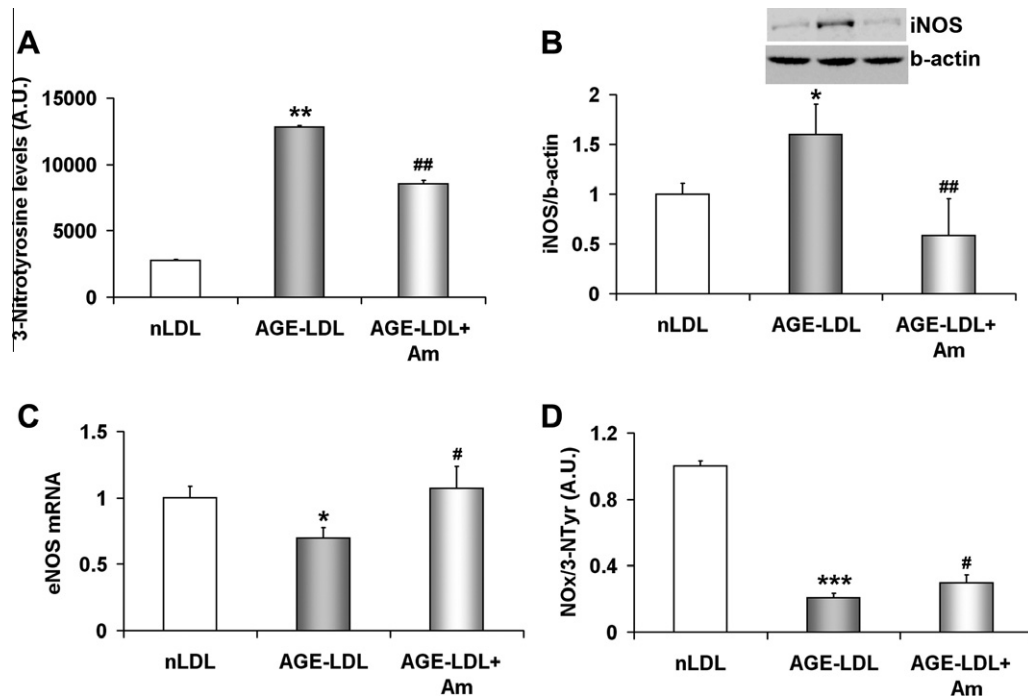 A
3-Nitrotyrosine levels (A.U.)
15000
10000
5000
0
**
##
nLDL
AGE-LDL
AGE-LDL+
Am
B
iNOS
b-actin
iNOS/b-actin
2
1.5
1
0.5
0
*
##
nLDL
AGE-LDL
AGE-LDL+
Am
C
eNOS mRNA
1.5
1
0.5
0
*
#
nLDL
AGE-LDL
AGE-LDL+
Am
D
NOx/3-NTyr (A.U.)
1.2
0.8
0.4
0
***
#
nLDL
AGE-LDL
AGE-LDL+
Am